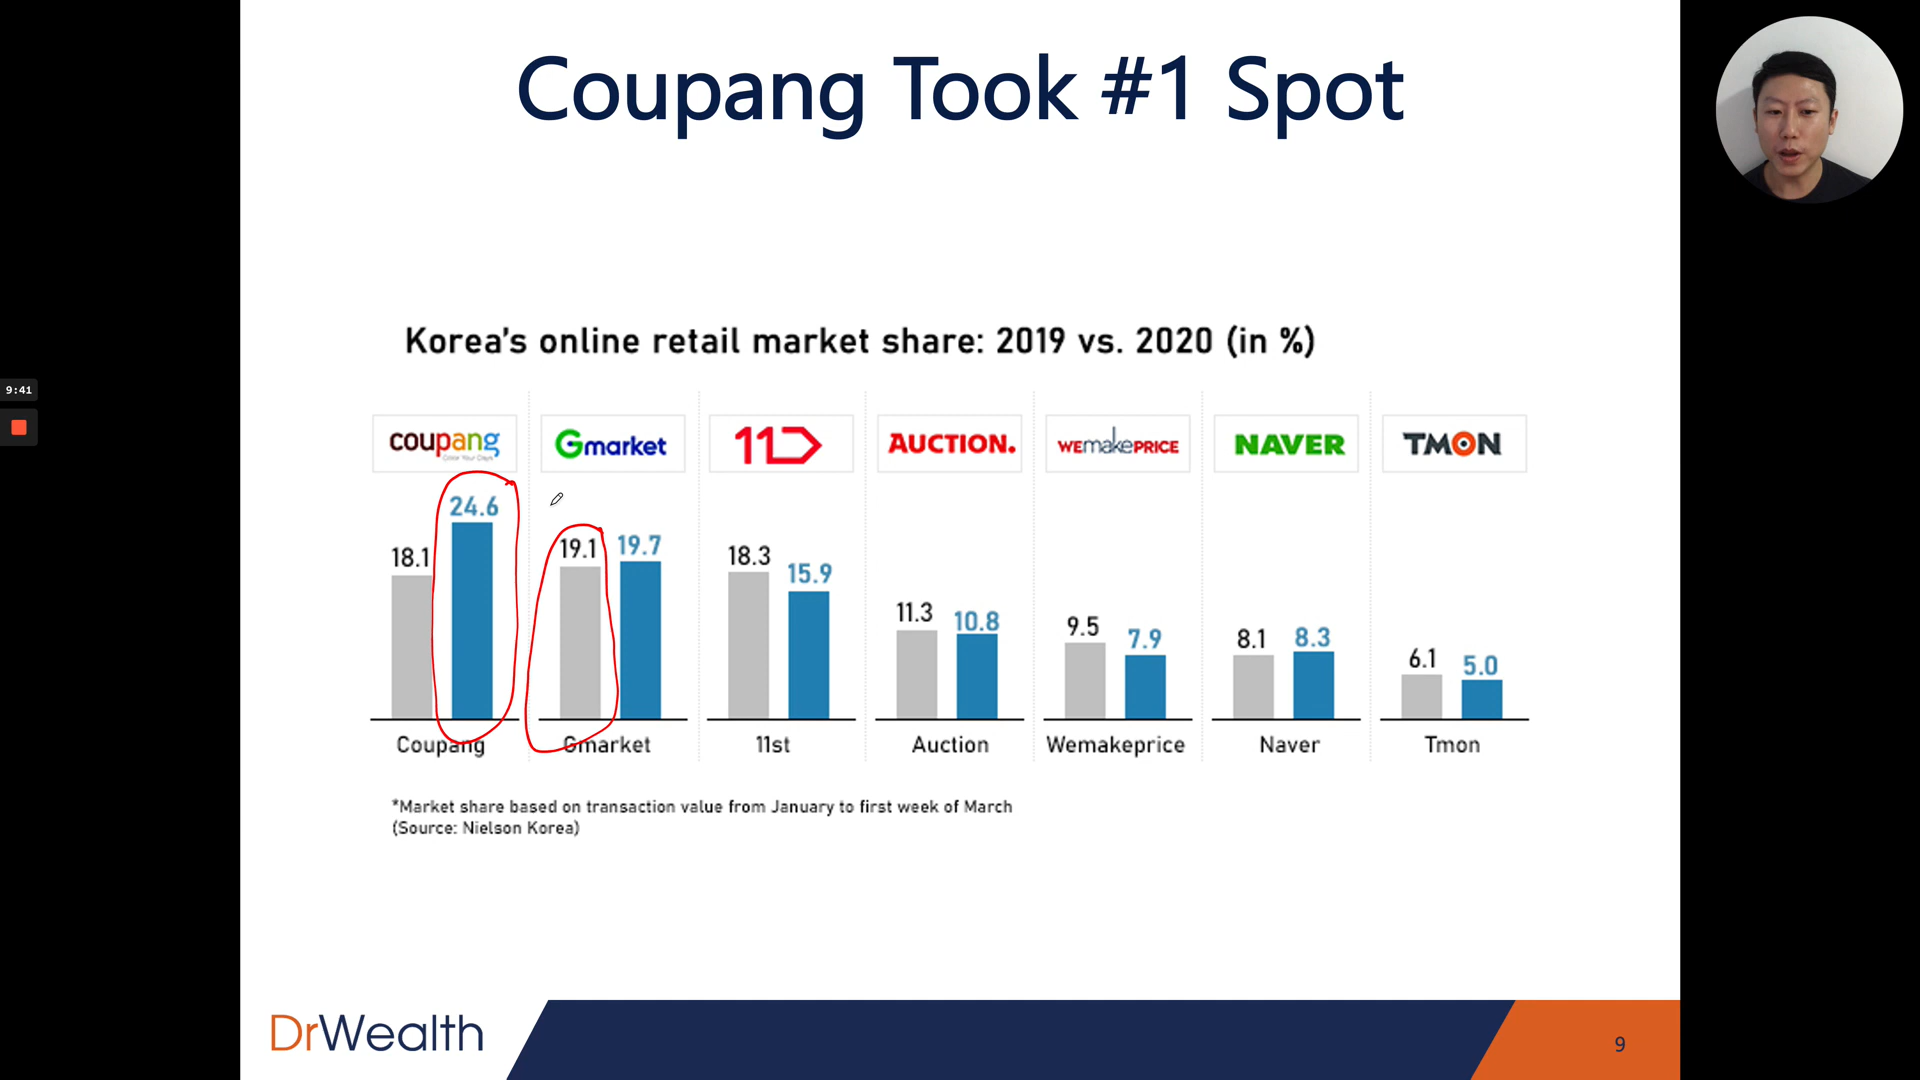 Coupang Took #1 Spot
Korea's online retail market share: 2019 vs. 2020 (in %)
9:41
coupang Gmarket 11 AUCTION. WEmakePRICE NAVER TMON
24.6
18.1
19.1 19.7
18.3
15.9
11.3 10.8
9.5
7.9
8.1 8.3
6.1 5.0
Coupang Gmarket 11st Auction Wemakeprice Naver Tmon
*Market share based on transaction value from January to first week of March
(Source: Nielson Korea)
DrWealth
9